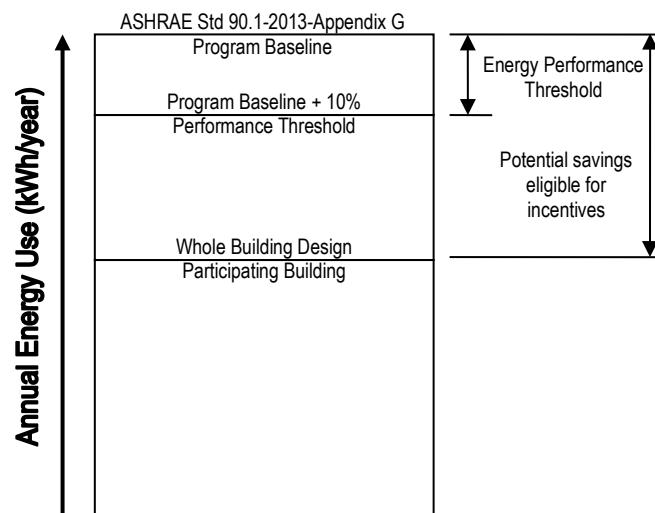 ASHRAE Std 90.1-2013-Appendix G
Program Baseline
Program Baseline + 10%
Performance Threshold
Whole Building Design
Participating Building
Energy Performance
Threshold
Potential savings
eligible for
incentives
Annual Energy Use (kWh/year)